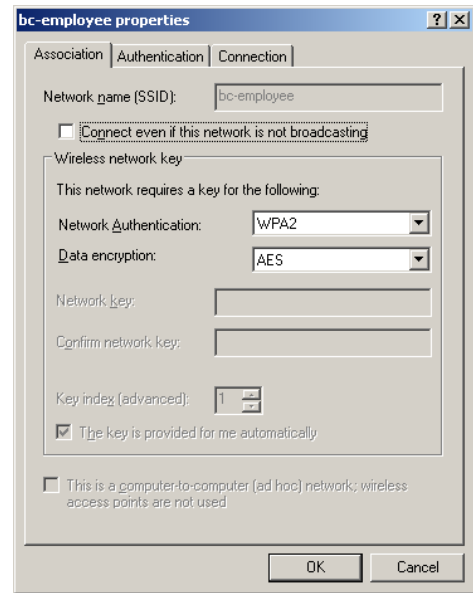 bc-employee properties
Association Authentication Connection
Network name (SSID): bc-employee
Connect even if this network is not broadcasting
Wireless network key
This network requires a key for the following:
Network Authentication: WPA2
Data encryption: AES
Network key:
Confirm network key:
Key index (advanced): 1
The key is provided for me automatically
This is a computer-to-computer (ad hoc) network; wireless
access points are not used
OK Cancel